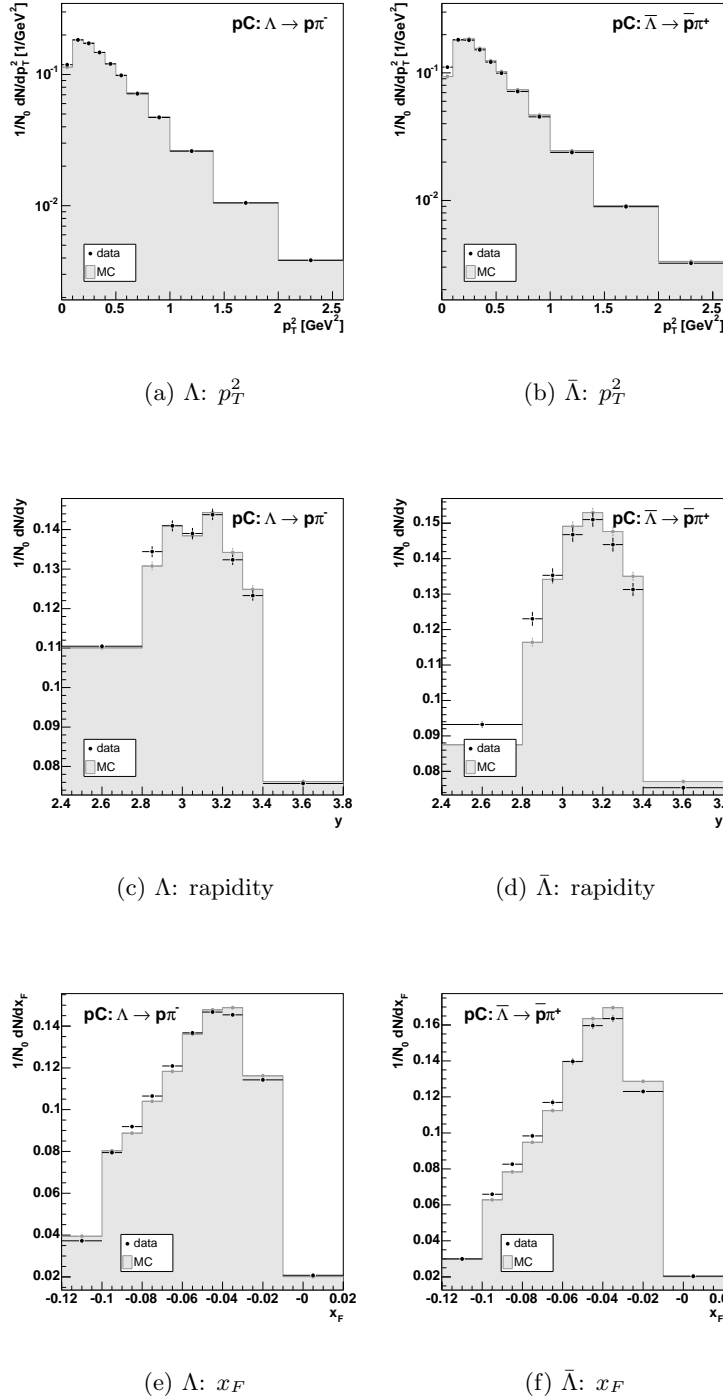 pC: Λ → pπ⁻
1/N₀ dN/dp²_T [1/GeV²]
10⁻¹
10⁻²
data
MC
0 0.5 1 1.5 2 2.5
p²_T [GeV²]
(a) Λ: p²_T
pC: Λ̅ → p̅π⁺
1/N₀ dN/dp²_T [1/GeV²]
10⁻¹
10⁻²
data
MC
0 0.5 1 1.5 2 2.5
p²_T [GeV²]
(b) Λ̄: p²_T
pC: Λ → pπ⁻
1/N₀ dN/dy
0.14
0.13
0.12
0.11
0.1
0.09
0.08
data
MC
2.4 2.6 2.8 3 3.2 3.4 3.6 3.8
y
(c) Λ: rapidity
pC: Λ̅ → p̅π⁺
1/N₀ dN/dy
0.15
0.14
0.13
0.12
0.11
0.1
0.09
0.08
data
MC
2.4 2.6 2.8 3 3.2 3.4 3.6 3.8
y
(d) Λ̄: rapidity
pC: Λ → pπ⁻
1/N₀ dN/dx_F
0.14
0.12
0.1
0.08
0.06
0.04
0.02
data
MC
-0.12 -0.1 -0.08 -0.06 -0.04 -0.02 -0 0.02
x_F
(e) Λ: x_F
pC: Λ̅ → p̅π⁺
1/N₀ dN/dx_F
0.16
0.14
0.12
0.1
0.08
0.06
0.04
0.02
data
MC
-0.12 -0.1 -0.08 -0.06 -0.04 -0.02 -0 0.02
x_F
(f) Λ̄: x_F